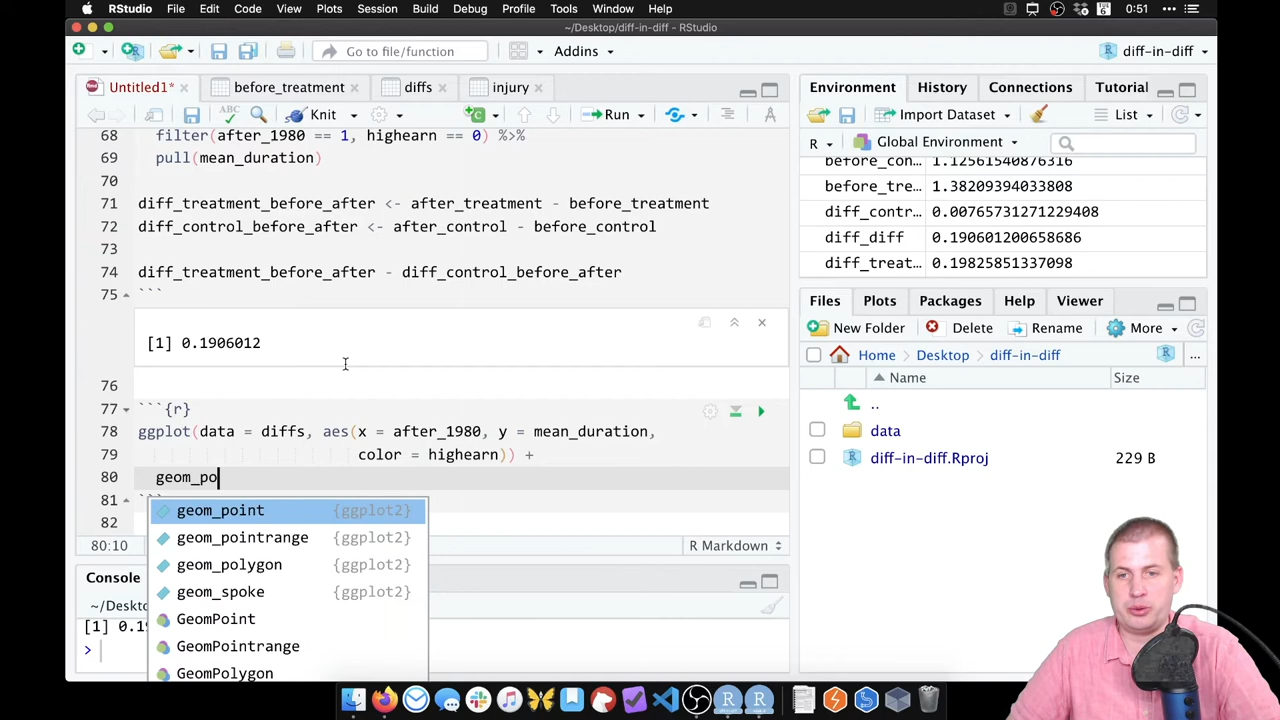 RStudio File Edit Code View Plots Session Build Debug Profile Tools Window Help
TUE 6 0:51
~/Desktop/diff-in-diff - RStudio
Go to file/function Addins diff-in-diff
Untitled1* before_treatment diffs injury
ABC Knit Run
68 filter(after_1980 == 1, highearn == 0) %>%
69 pull(mean_duration)
70
71 diff_treatment_before_after <- after_treatment - before_treatment
72 diff_control_before_after <- after_control - before_control
73
74 diff_treatment_before_after - diff_control_before_after
75 ```
[1] 0.1906012
76
77 ```{r}
78 ggplot(data = diffs, aes(x = after_1980, y = mean_duration,
79 color = highearn)) +
80 geom_po
81 ```
82
geom_point {ggplot2}
geom_pointrange {ggplot2}
geom_polygon {ggplot2}
geom_spoke {ggplot2}
GeomPoint
GeomPointrange
GeomPolygon
80:10 R Markdown
Console
~/Deskto
[1] 0.19
>
Environment History Connections Tutorial
Import Dataset List
R Global Environment
before_con… 1.12561540876316
before_tre… 1.38209394033808
diff_contr… 0.00765731271229408
diff_diff 0.190601200658686
diff_treat… 0.19825851337098
Files Plots Packages Help Viewer
New Folder Delete Rename More
Home Desktop diff-in-diff ...
Name Size
..
data
diff-in-diff.Rproj 229 B